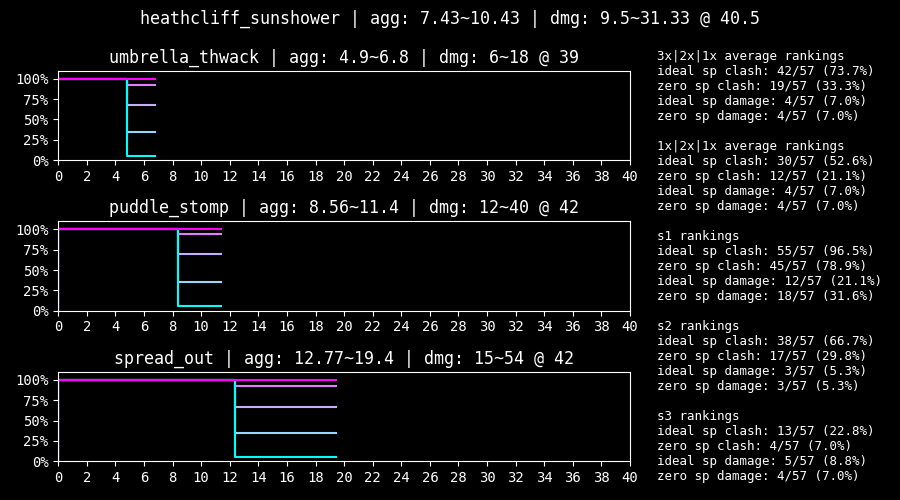 heathcliff_sunshower | agg: 7.43~10.43 | dmg: 9.5~31.33 @ 40.5
umbrella_thwack | agg: 4.9~6.8 | dmg: 6~18 @ 39
100%
75%
50%
25%
0%
0 2 4 6 8 10 12 14 16 18 20 22 24 26 28 30 32 34 36 38 40
puddle_stomp | agg: 8.56~11.4 | dmg: 12~40 @ 42
100%
75%
50%
25%
0%
0 2 4 6 8 10 12 14 16 18 20 22 24 26 28 30 32 34 36 38 40
spread_out | agg: 12.77~19.4 | dmg: 15~54 @ 42
100%
75%
50%
25%
0%
0 2 4 6 8 10 12 14 16 18 20 22 24 26 28 30 32 34 36 38 40
3x|2x|1x average rankings
ideal sp clash: 42/57 (73.7%)
zero sp clash: 19/57 (33.3%)
ideal sp damage: 4/57 (7.0%)
zero sp damage: 4/57 (7.0%)
1x|2x|1x average rankings
ideal sp clash: 30/57 (52.6%)
zero sp clash: 12/57 (21.1%)
ideal sp damage: 4/57 (7.0%)
zero sp damage: 4/57 (7.0%)
s1 rankings
ideal sp clash: 55/57 (96.5%)
zero sp clash: 45/57 (78.9%)
ideal sp damage: 12/57 (21.1%)
zero sp damage: 18/57 (31.6%)
s2 rankings
ideal sp clash: 38/57 (66.7%)
zero sp clash: 17/57 (29.8%)
ideal sp damage: 3/57 (5.3%)
zero sp damage: 3/57 (5.3%)
s3 rankings
ideal sp clash: 13/57 (22.8%)
zero sp clash: 4/57 (7.0%)
ideal sp damage: 5/57 (8.8%)
zero sp damage: 4/57 (7.0%)